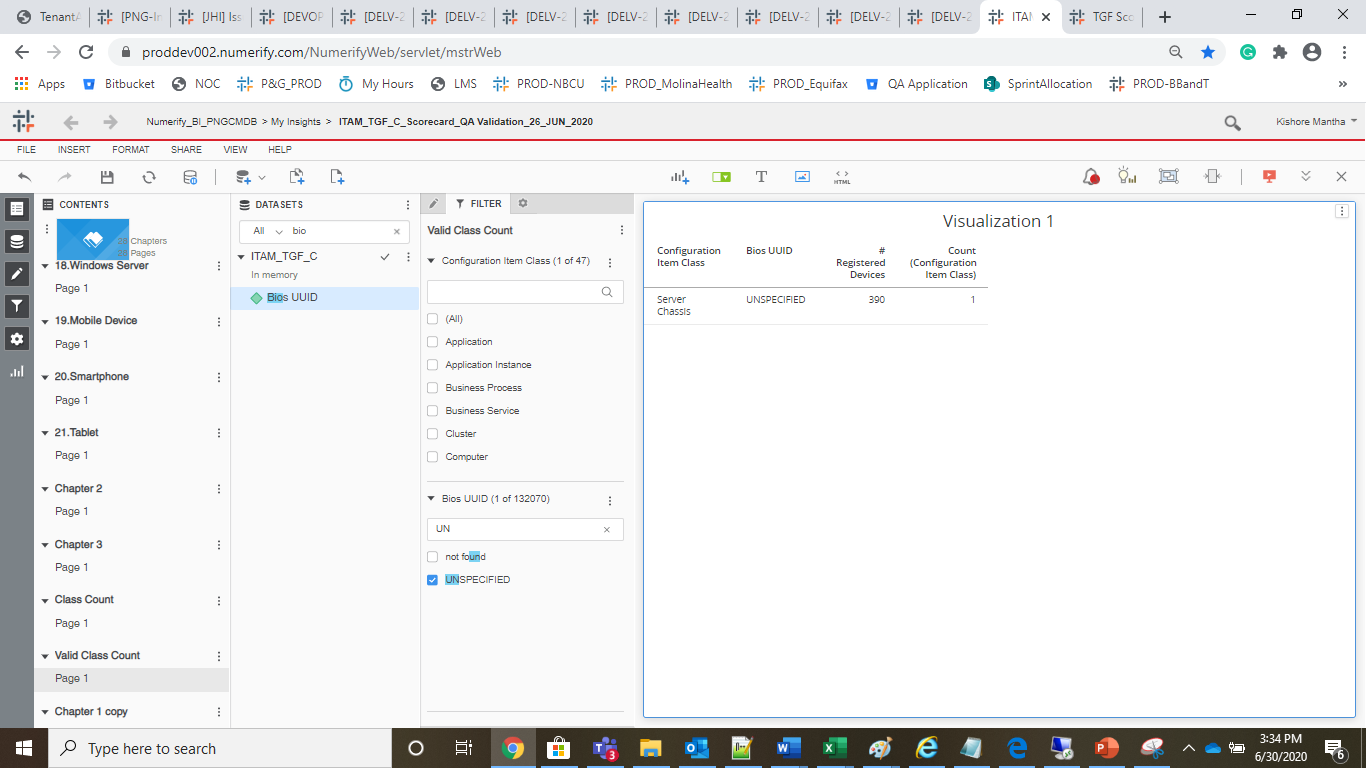 TenantA
[PNG-In
[JHI] Iss
[DEVOP
[DELV-2
[DELV-2
[DELV-2
[DELV-2
[DELV-2
[DELV-2
[DELV-2
[DELV-2
ITAM
TGF Sco
proddev002.numerify.com/NumerifyWeb/servlet/mstrWeb
Apps
Bitbucket
NOC
P&G_PROD
My Hours
LMS
PROD-NBCU
PROD_MolinaHealth
PROD_Equifax
QA Application
SprintAllocation
PROD-BBandT
»
Numerify_BI_PNGCMDB > My Insights > ITAM_TGF_C_Scorecard_QA Validation_26_JUN_2020
Kishore Mantha
FILE INSERT FORMAT SHARE VIEW HELP
HTML
CONTENTS
28 Chapters
28 Pages
18.Windows Server
Page 1
19.Mobile Device
Page 1
20.Smartphone
Page 1
21.Tablet
Page 1
Chapter 2
Page 1
Chapter 3
Page 1
Class Count
Page 1
Valid Class Count
Page 1
Chapter 1 copy
DATASETS
All bio
ITAM_TGF_C
In memory
Bios UUID
FILTER
Valid Class Count
Configuration Item Class (1 of 47)
(All)
Application
Application Instance
Business Process
Business Service
Cluster
Computer
Bios UUID (1 of 132070)
UN
not found
UNSPECIFIED
Visualization 1
Configuration Item Class Bios UUID # Registered Devices Count (Configuration Item Class)
Server Chassis UNSPECIFIED 390 1
Type here to search
3
3:34 PM
6/30/2020
6